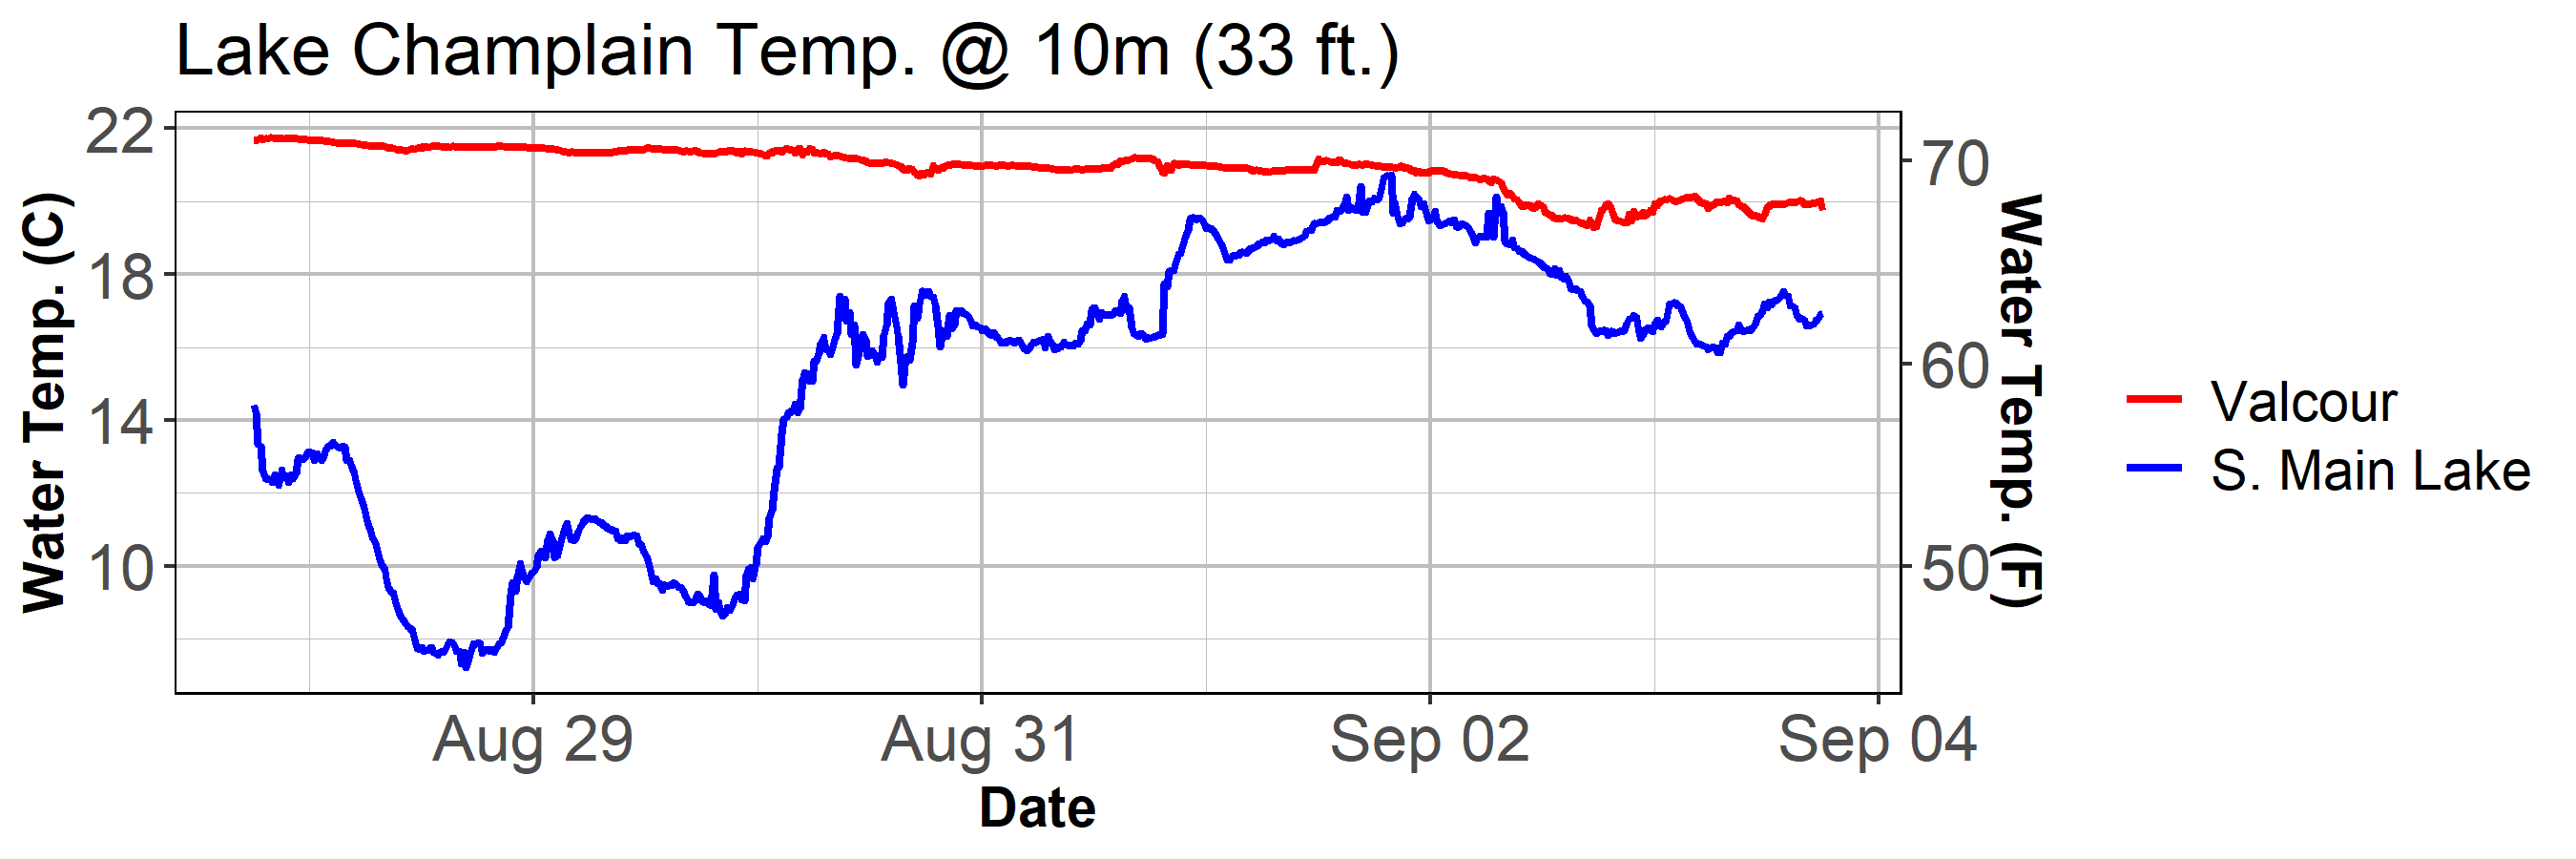 Lake Champlain Temp. @ 10m (33 ft.)
Water Temp. (C)
22
18
14
10
70
60
50
Water Temp. (F)
Aug 29
Aug 31
Sep 02
Sep 04
Date
Valcour
S. Main Lake